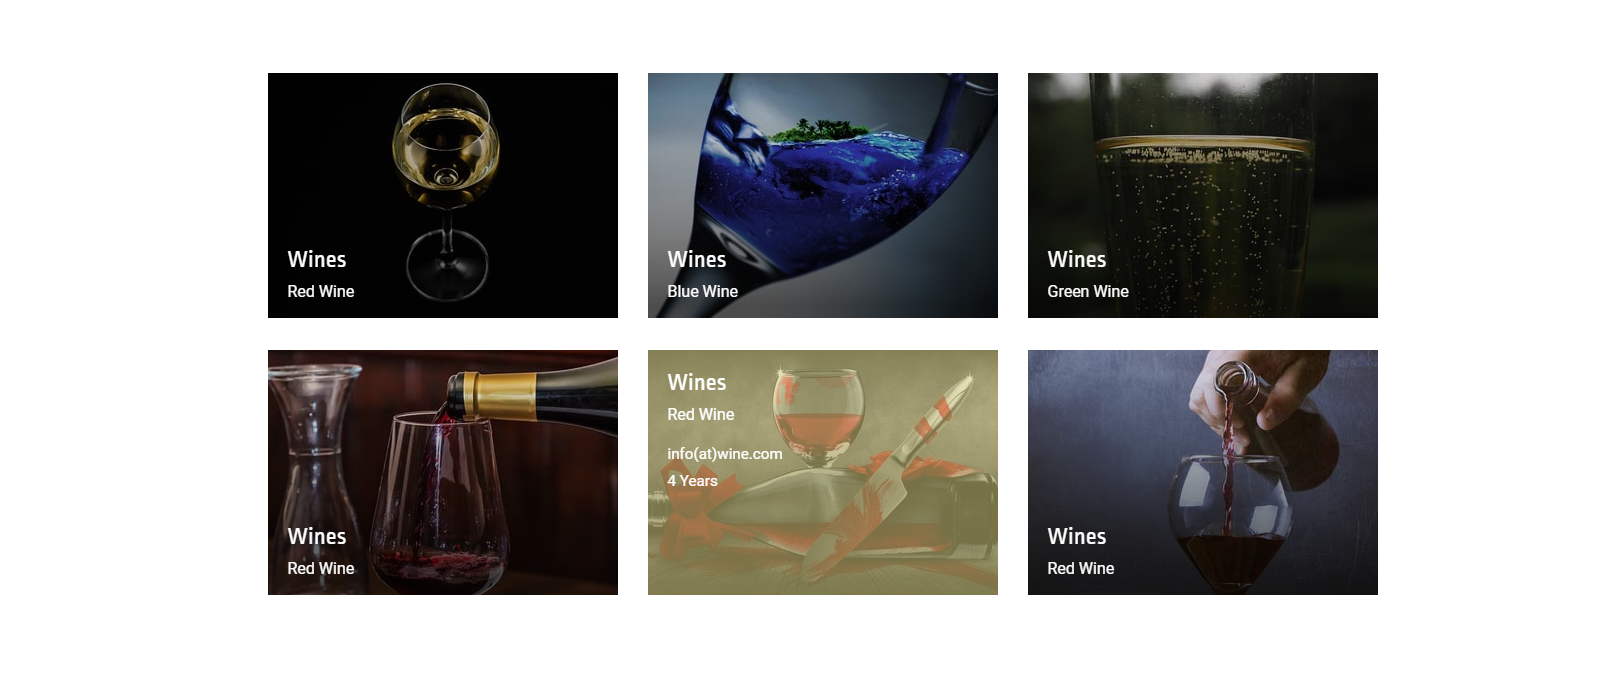 Wines
Red Wine
Wines
Blue Wine
Wines
Green Wine
Wines
Red Wine
Wines
Red Wine
info(at)wine.com
4 Years
Wines
Red Wine